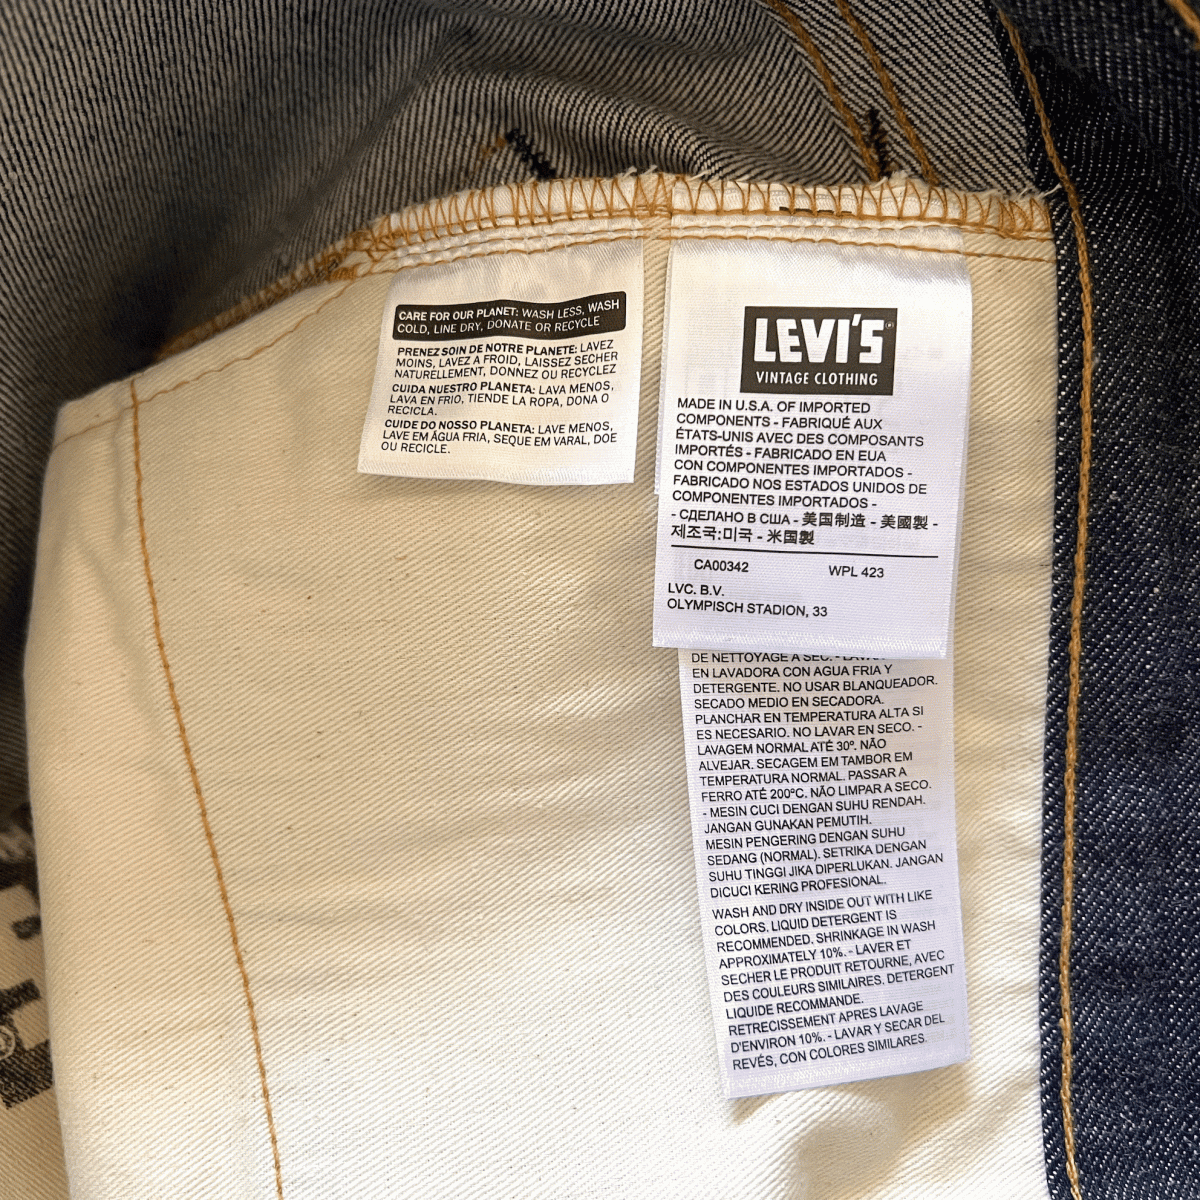 CARE FOR OUR PLANET: WASH LESS, WASH
COLD, LINE DRY, DONATE OR RECYCLE
PRENEZ SOIN DE NOTRE PLANETE: LAVEZ
MOINS, LAVEZ A FROID, LAISSEZ SECHER
NATURELLEMENT, DONNEZ OU RECYCLEZ
CUIDA NUESTRO PLANETA: LAVA MENOS,
LAVA EN FRIO, TIENDE LA ROPA, DONA O
RECICLA.
CUIDE DO NOSSO PLANETA: LAVE MENOS,
LAVE EM ÁGUA FRIA, SEQUE EM VARAL, DOE
OU RECICLE.
LEVI'S®
VINTAGE CLOTHING
MADE IN U.S.A. OF IMPORTED
COMPONENTS - FABRIQUÉ AUX
ÉTATS-UNIS AVEC DES COMPOSANTS
IMPORTÉS - FABRICADO EN EUA
CON COMPONENTES IMPORTADOS -
FABRICADO NOS ESTADOS UNIDOS DE
COMPONENTES IMPORTADOS -
- СДЕЛАНО В США - 美国制造 - 美國製 -
제조국:미국 - 米国製
CA00342 WPL 423
LVC. B.V.
OLYMPISCH STADION, 33
DE NETTOYAGE A SEC. - LAVAR
EN LAVADORA CON AGUA FRIA Y
DETERGENTE. NO USAR BLANQUEADOR.
SECADO MEDIO EN SECADORA.
PLANCHAR EN TEMPERATURA ALTA SI
ES NECESARIO. NO LAVAR EN SECO. -
LAVAGEM NORMAL ATÉ 30º. NÃO
ALVEJAR. SECAGEM EM TAMBOR EM
TEMPERATURA NORMAL. PASSAR A
FERRO ATÉ 200ºC. NÃO LIMPAR A SECO.
- MESIN CUCI DENGAN SUHU RENDAH.
JANGAN GUNAKAN PEMUTIH.
MESIN PENGERING DENGAN SUHU
SEDANG (NORMAL). SETRIKA DENGAN
SUHU TINGGI JIKA DIPERLUKAN. JANGAN
DICUCI KERING PROFESIONAL.
WASH AND DRY INSIDE OUT WITH LIKE
COLORS. LIQUID DETERGENT IS
RECOMMENDED. SHRINKAGE IN WASH
APPROXIMATELY 10%. - LAVER ET
SECHER LE PRODUIT RETOURNE, AVEC
DES COULEURS SIMILAIRES. DETERGENT
LIQUIDE RECOMMANDE.
RETRECISSEMENT APRES LAVAGE
D'ENVIRON 10%. - LAVAR Y SECAR DEL
REVÉS, CON COLORES SIMILARES.